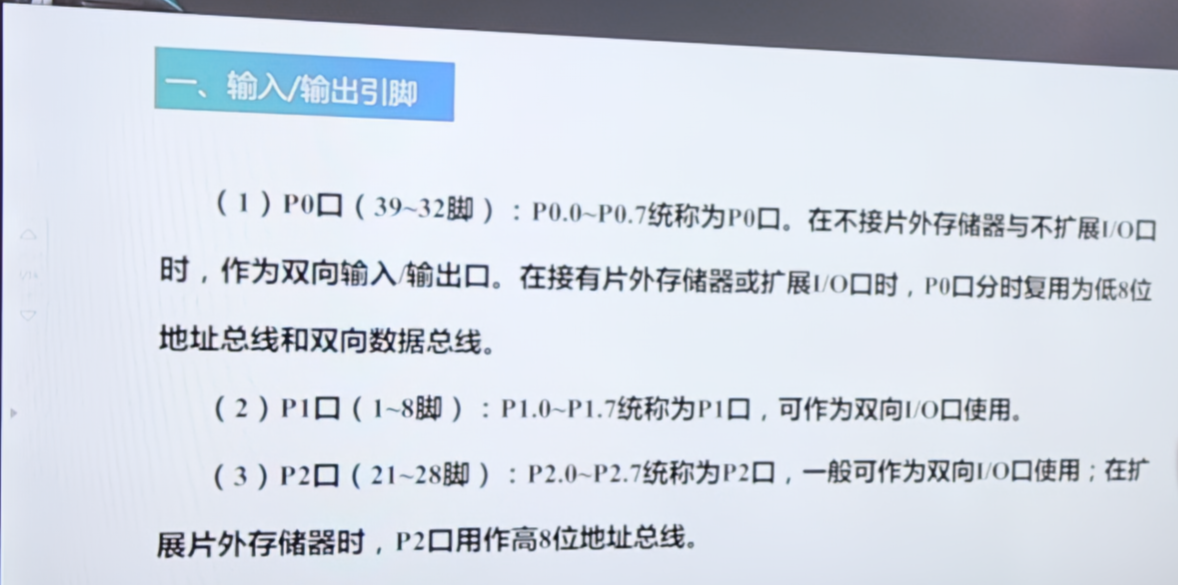 一、输入/输出引脚
（1）P0口（39~32脚）：P0.0~P0.7统称为P0口。在不接片外存储器与不扩展I/O口
时，作为双向输入/输出口。在接有片外存储器或扩展I/O口时，P0口分时复用为低8位
地址总线和双向数据总线。
（2）P1口（1~8脚）：P1.0~P1.7统称为P1口，可作为双向I/O口使用。
（3）P2口（21~28脚）：P2.0~P2.7统称为P2口，一般可作为双向I/O口使用；在扩
展片外存储器时，P2口用作高8位地址总线。